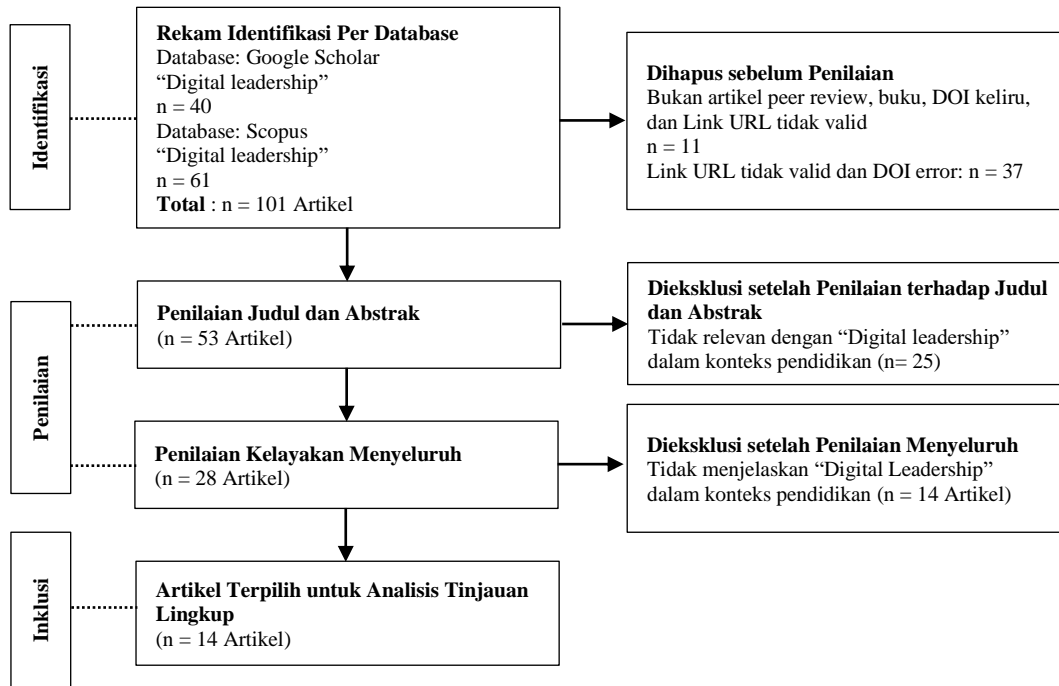 Identifikasi
Rekam Identifikasi Per Database
Database: Google Scholar
“Digital leadership”
n = 40
Database: Scopus
“Digital leadership”
n = 61
Total : n = 101 Artikel
Dihapus sebelum Penilaian
Bukan artikel peer review, buku, DOI keliru,
dan Link URL tidak valid
n = 11
Link URL tidak valid dan DOI error: n = 37
Penilaian
Penilaian Judul dan Abstrak
(n = 53 Artikel)
Dieksklusi setelah Penilaian terhadap Judul
dan Abstrak
Tidak relevan dengan “Digital leadership”
dalam konteks pendidikan (n= 25)
Penilaian Kelayakan Menyeluruh
(n = 28 Artikel)
Dieksklusi setelah Penilaian Menyeluruh
Tidak menjelaskan “Digital Leadership”
dalam konteks pendidikan (n = 14 Artikel)
Inklusi
Artikel Terpilih untuk Analisis Tinjauan
Lingkup
(n = 14 Artikel)